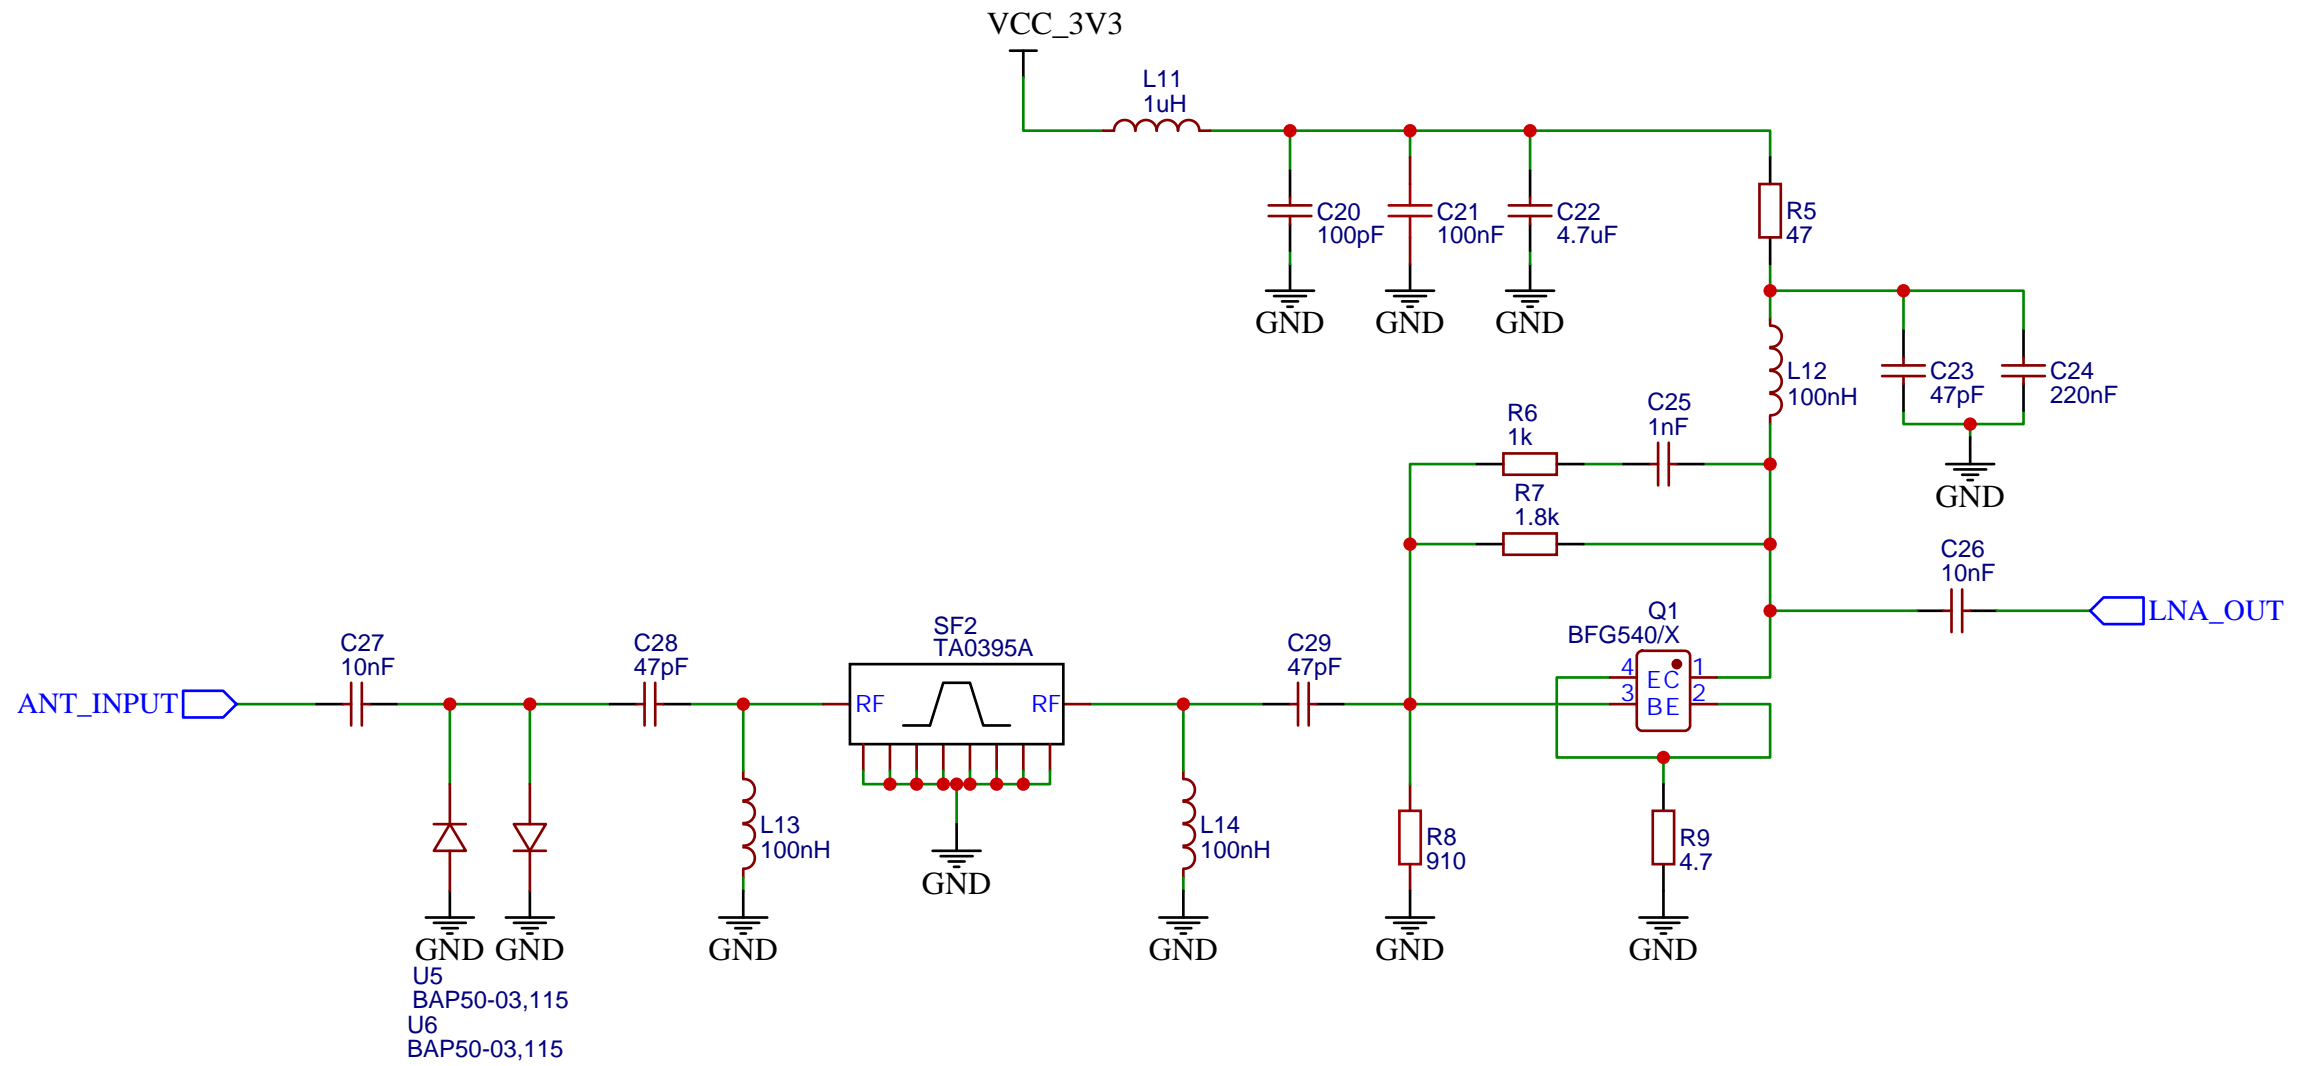 VCC_3V3
L11
1uH
C20
100pF
C21
100nF
C22
4.7uF
R5
47
GND
GND
GND
L12
100nH
C23
47pF
C24
220nF
GND
R6
1k
C25
1nF
R7
1.8k
C26
10nF
LNA_OUT
Q1
BFG540/X
4
EC
1
3
BE
2
ANT_INPUT
C27
10nF
C28
47pF
SF2
TA0395A
RF
RF
C29
47pF
L13
100nH
GND
L14
100nH
R8
910
R9
4.7
GND
GND
GND
GND
GND
GND
U5
BAP50-03,115
U6
BAP50-03,115